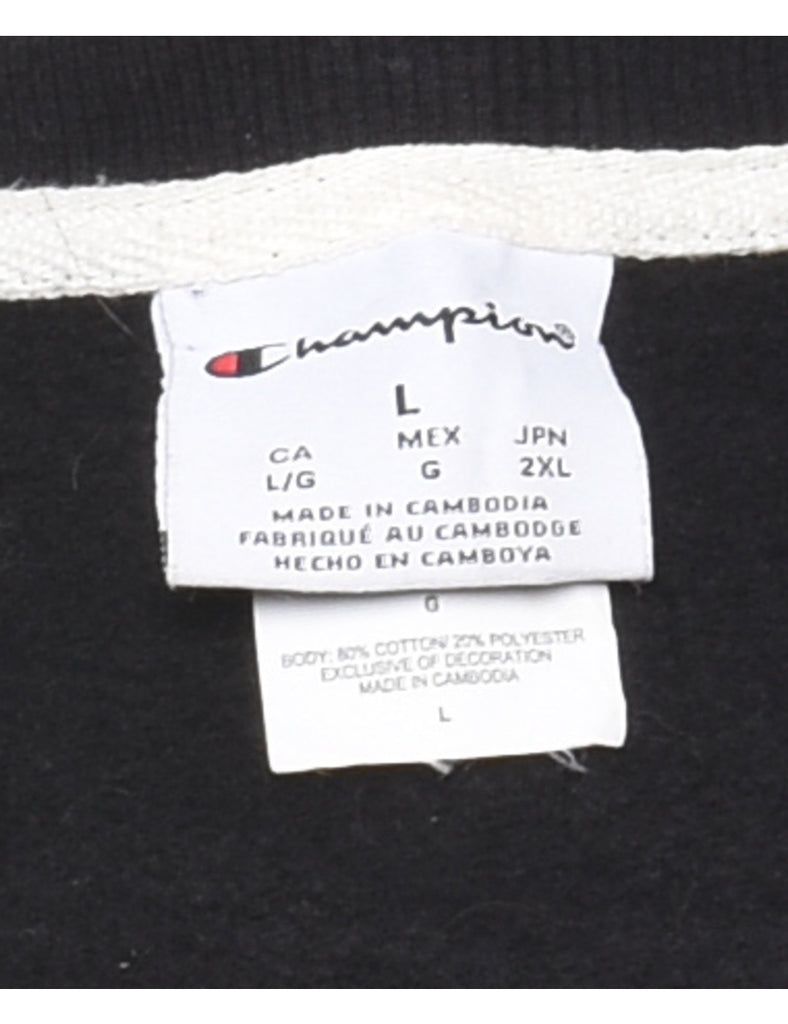 Champion®
L
CA MEX JPN
L/G G 2XL
MADE IN CAMBODIA
FABRIQUÉ AU CAMBODGE
HECHO EN CAMBOYA
G
BODY: 80% COTTON/ 20% POLYESTER
EXCLUSIVE OF DECORATION
MADE IN CAMBODIA
L